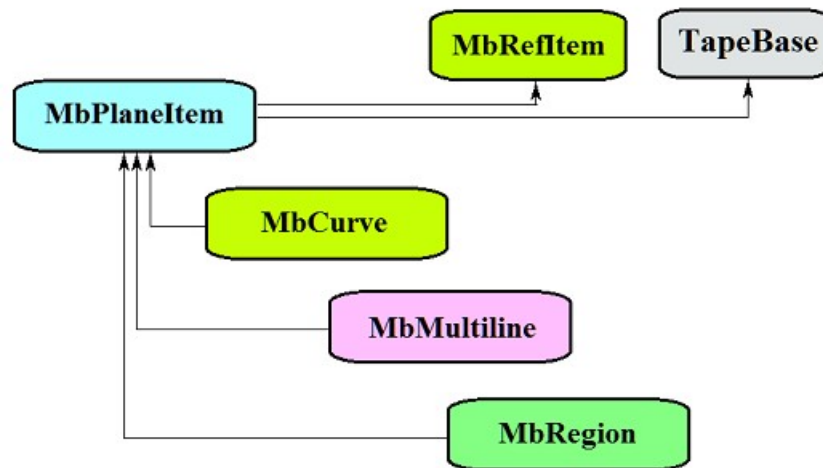 MbRefItem
TapeBase
MbPlaneItem
MbCurve
MbMultiline
MbRegion